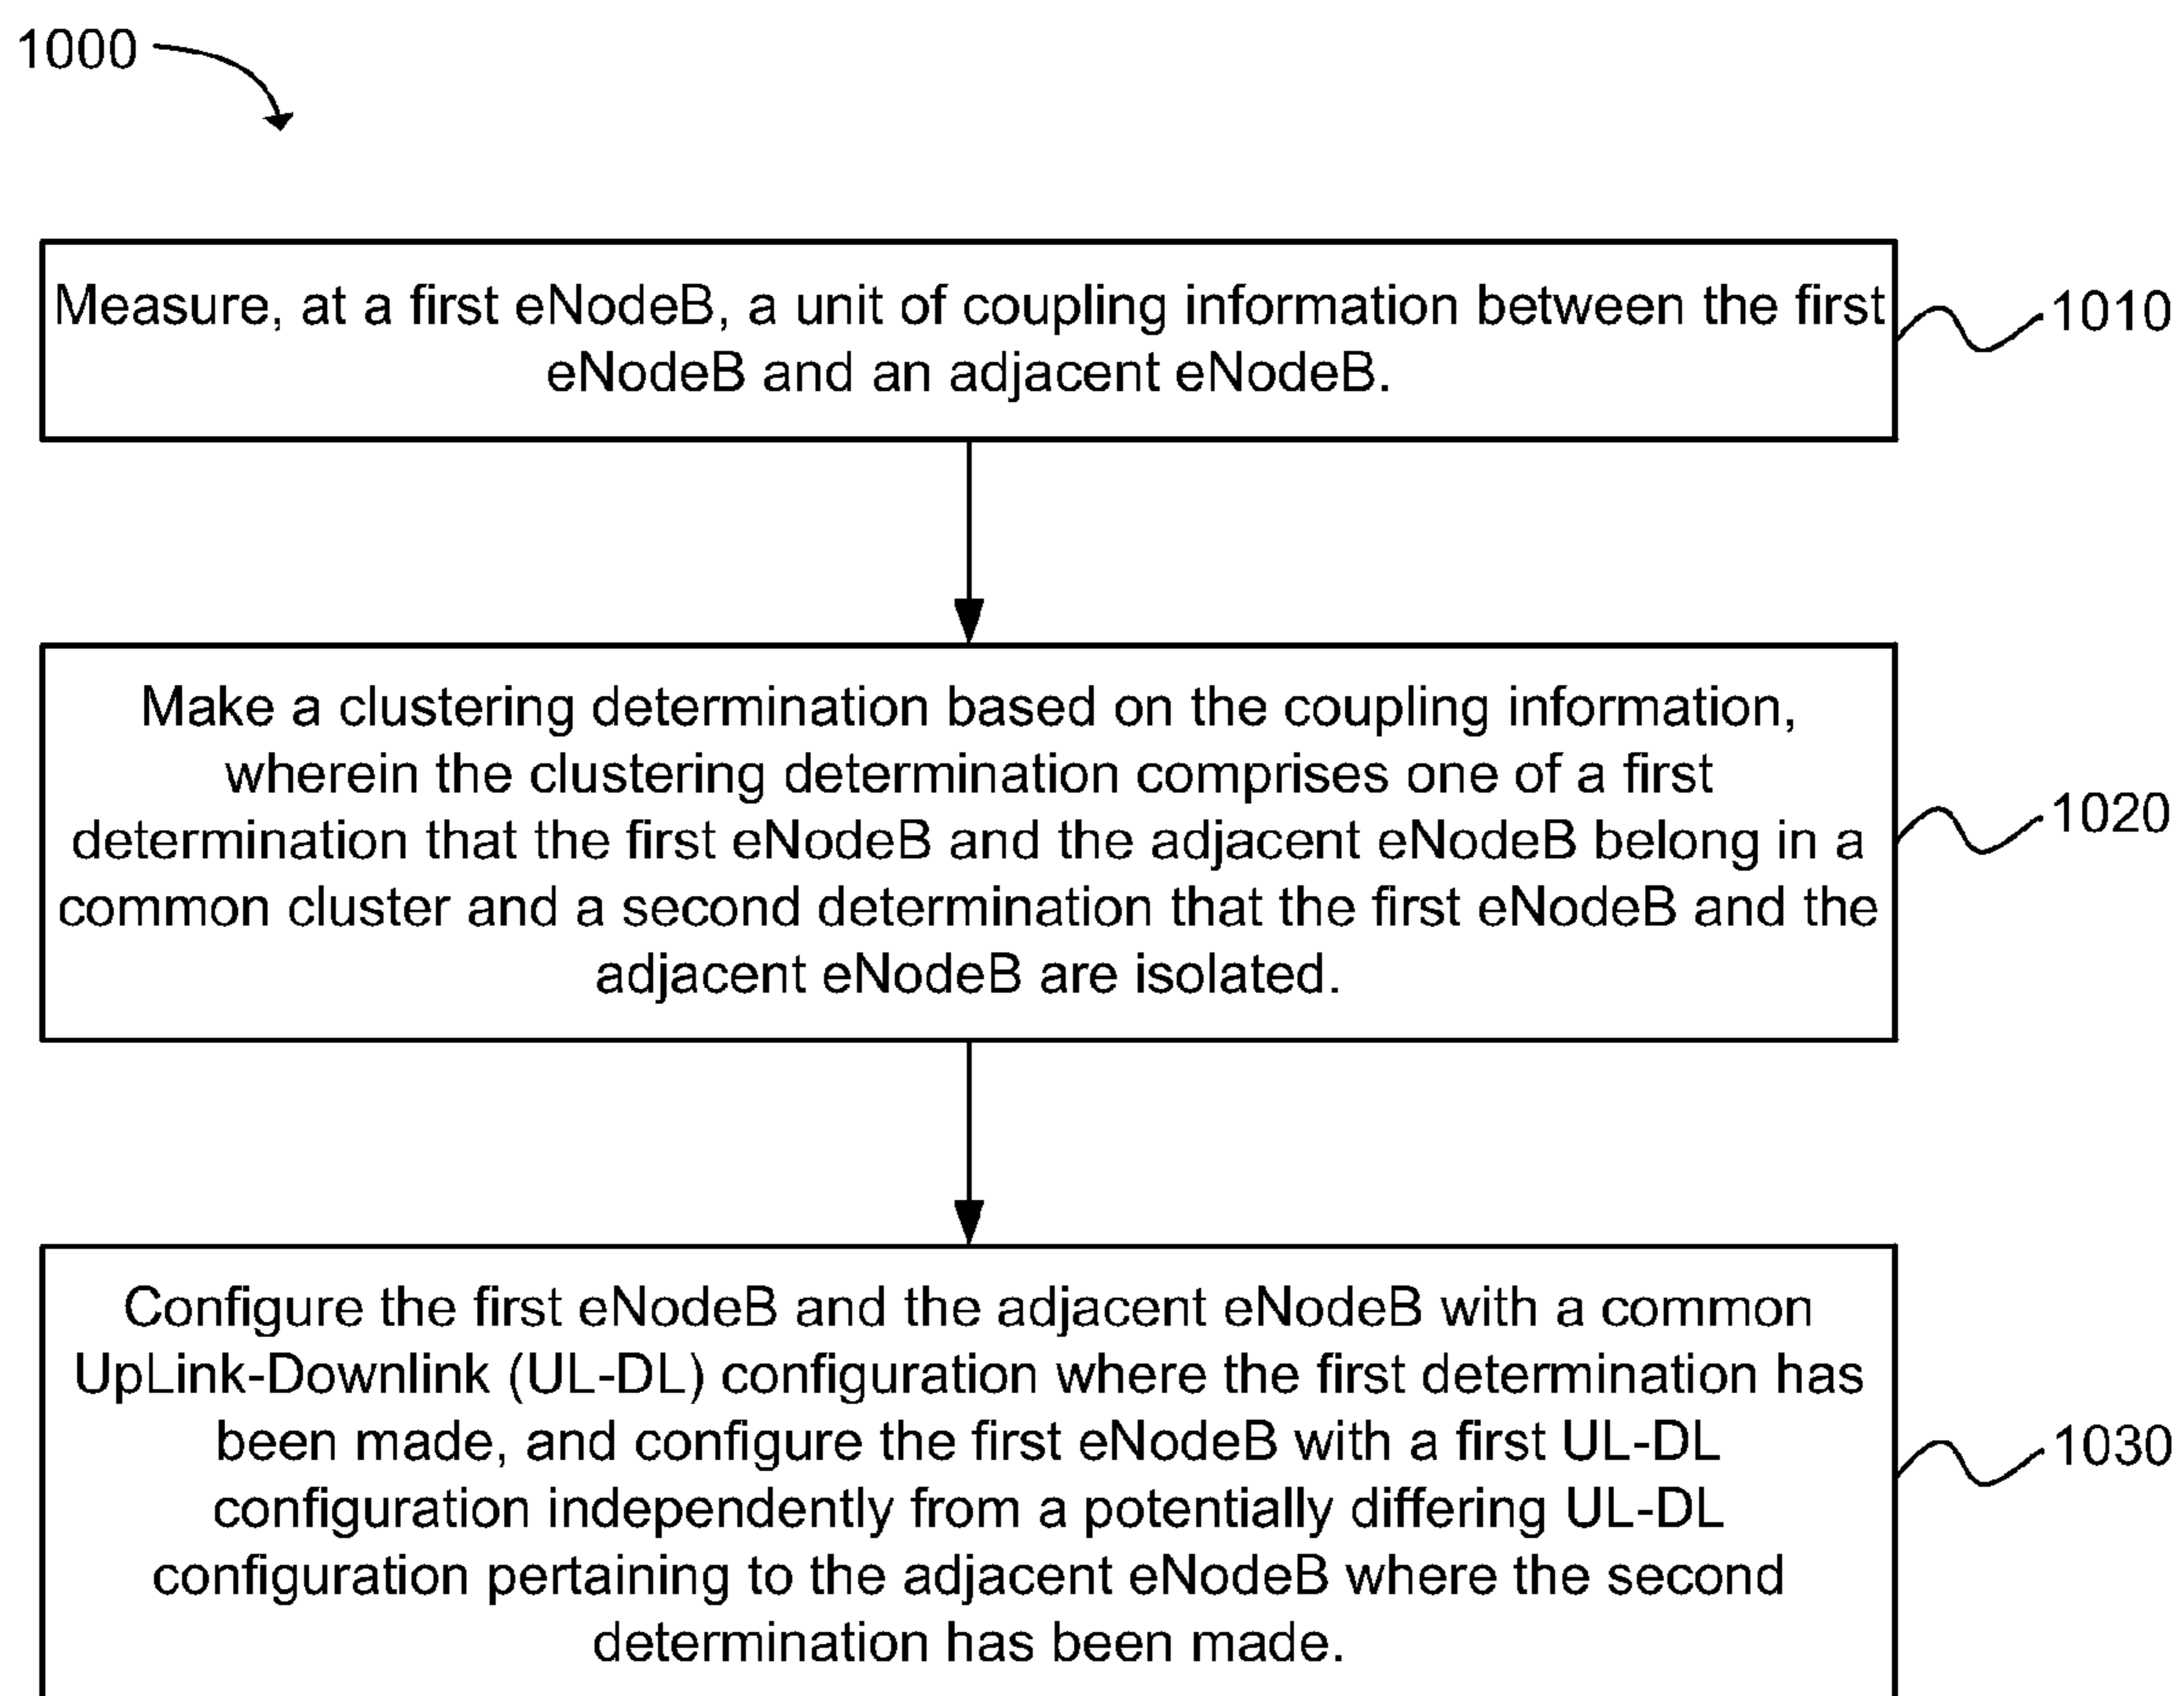 1000
Measure, at a first eNodeB, a unit of coupling information between the first
eNodeB and an adjacent eNodeB.
1010
Make a clustering determination based on the coupling information,
wherein the clustering determination comprises one of a first
determination that the first eNodeB and the adjacent eNodeB belong in a
common cluster and a second determination that the first eNodeB and the
adjacent eNodeB are isolated.
1020
Configure the first eNodeB and the adjacent eNodeB with a common
UpLink-Downlink (UL-DL) configuration where the first determination has
been made, and configure the first eNodeB with a first UL-DL
configuration independently from a potentially differing UL-DL
configuration pertaining to the adjacent eNodeB where the second
determination has been made.
1030